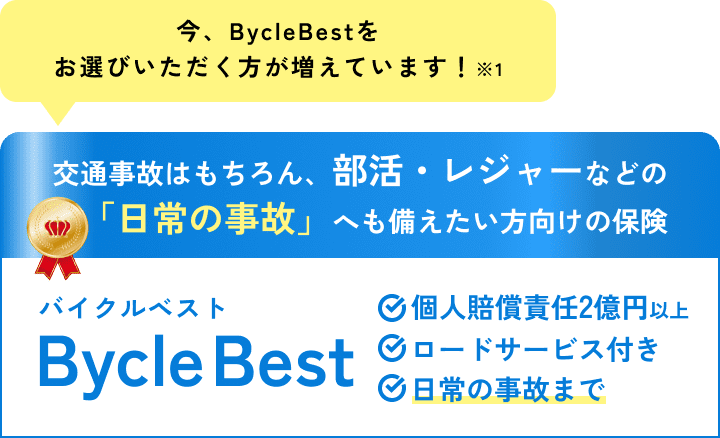 今、BycleBestを
お選びいただく方が増えています！※1
交通事故はもちろん、部活・レジャーなどの
「日常の事故」へも備えたい方向けの保険
バイクルベスト
Bycle Best
個人賠償責任2億円以上
ロードサービス付き
日常の事故まで